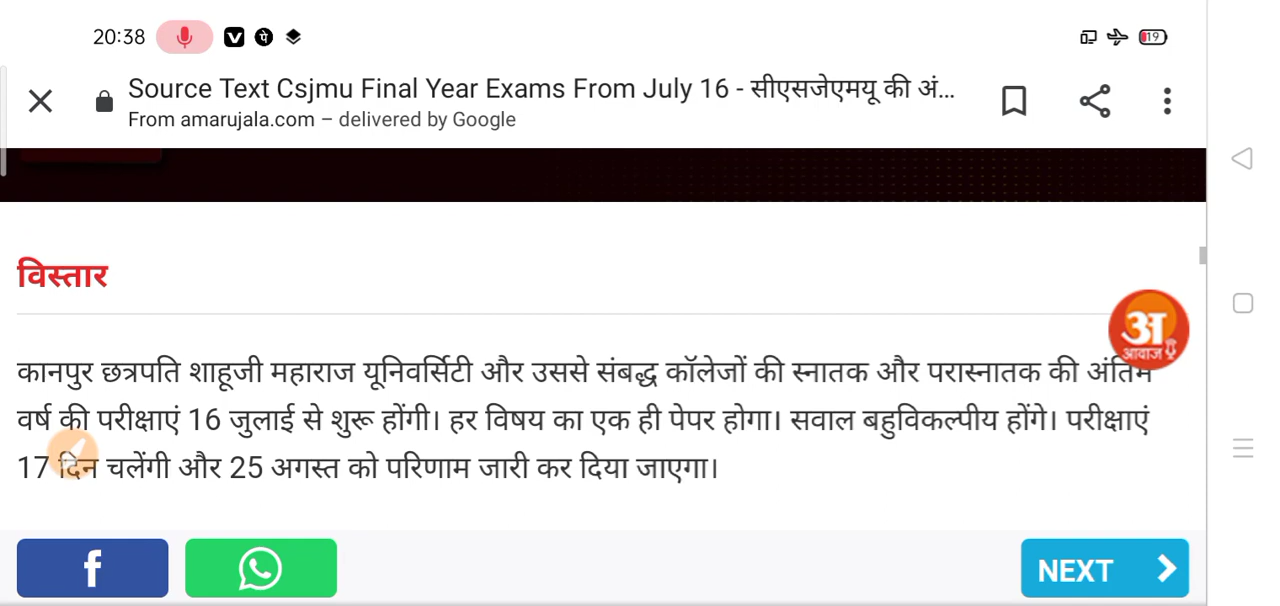 20:38 19
Source Text Csjmu Final Year Exams From July 16 - सीएसजेएमयू की अं...
From amarujala.com – delivered by Google
विस्तार
अ
आवाज
कानपुर छत्रपति शाहूजी महाराज यूनिवर्सिटी और उससे संबद्ध कॉलेजों की स्नातक और परास्नातक की अंतिम
वर्ष की परीक्षाएं 16 जुलाई से शुरू होंगी। हर विषय का एक ही पेपर होगा। सवाल बहुविकल्पीय होंगे। परीक्षाएं
17 दिन चलेंगी और 25 अगस्त को परिणाम जारी कर दिया जाएगा।
NEXT